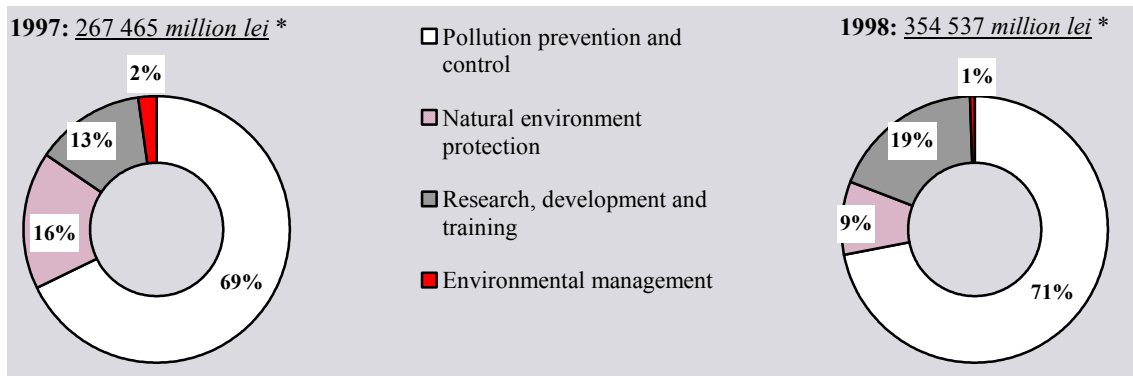 1997: 267 465 million lei *
2%
13%
16%
69%
Pollution prevention and
control
Natural environment
protection
Research, development and
training
Environmental management
1998: 354 537 million lei *
1%
19%
9%
71%